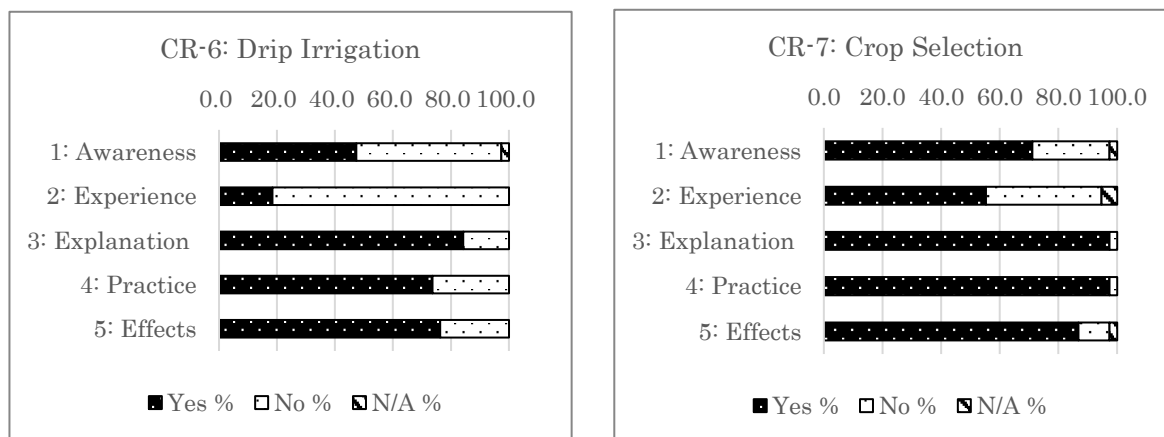 CR-6: Drip Irrigation
0.0 20.0 40.0 60.0 80.0 100.0
1: Awareness
2: Experience
3: Explanation
4: Practice
5: Effects
Yes % No % N/A %
CR-7: Crop Selection
0.0 20.0 40.0 60.0 80.0 100.0
1: Awareness
2: Experience
3: Explanation
4: Practice
5: Effects
Yes % No % N/A %